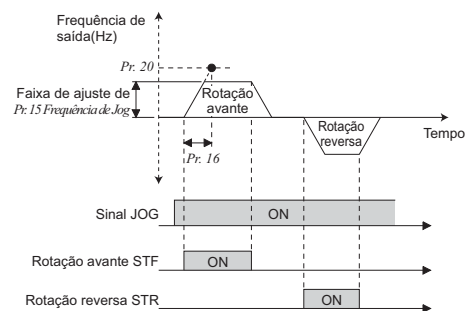 Frequência de
saída(Hz)
Pr. 20
Faixa de ajuste de
Pr. 15 Frequência de Jog
Rotação
avante
Rotação
reversa
Tempo
Pr. 16
Sinal JOG
ON
Rotação avante STF
ON
Rotação reversa STR
ON